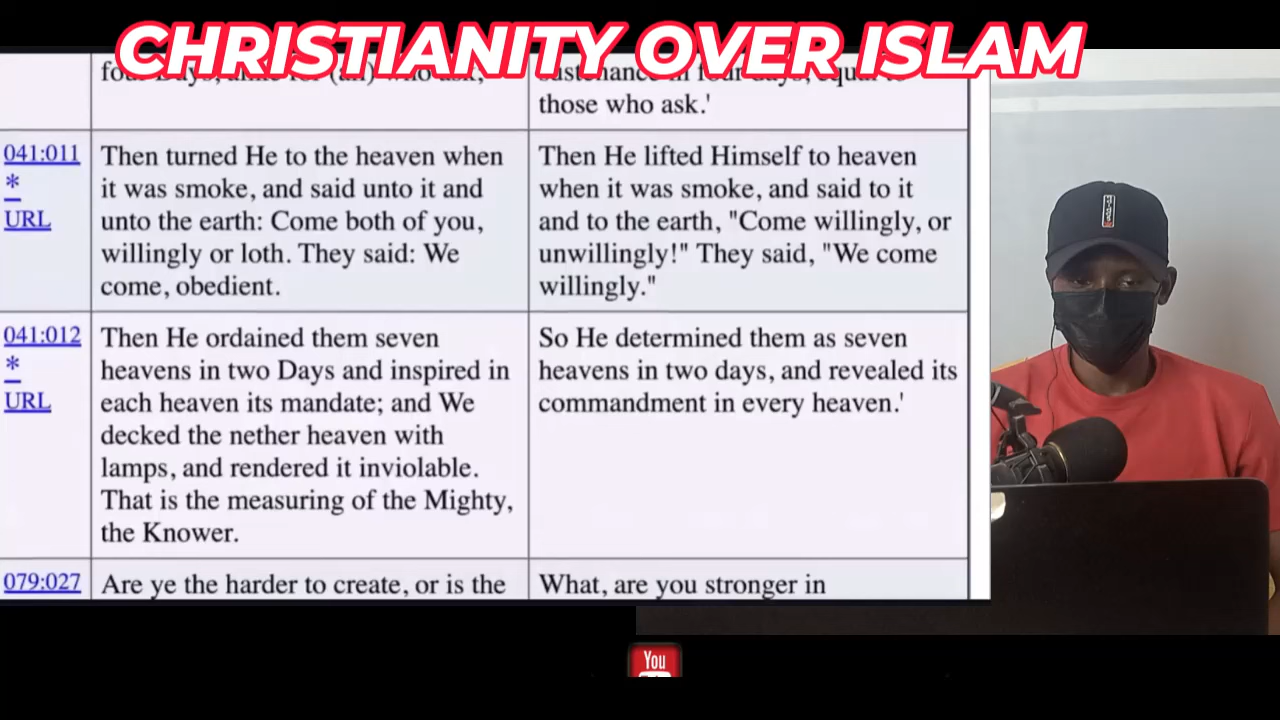 CHRISTIANITY OVER ISLAM
those who ask.'
041:011
*
URL
Then turned He to the heaven when
it was smoke, and said unto it and
unto the earth: Come both of you,
willingly or loth. They said: We
come, obedient.
Then He lifted Himself to heaven
when it was smoke, and said to it
and to the earth, "Come willingly, or
unwillingly!" They said, "We come
willingly."
041:012
*
URL
Then He ordained them seven
heavens in two Days and inspired in
each heaven its mandate; and We
decked the nether heaven with
lamps, and rendered it inviolable.
That is the measuring of the Mighty,
the Knower.
So He determined them as seven
heavens in two days, and revealed its
commandment in every heaven.'
079:027
Are ye the harder to create, or is the
What, are you stronger in
You